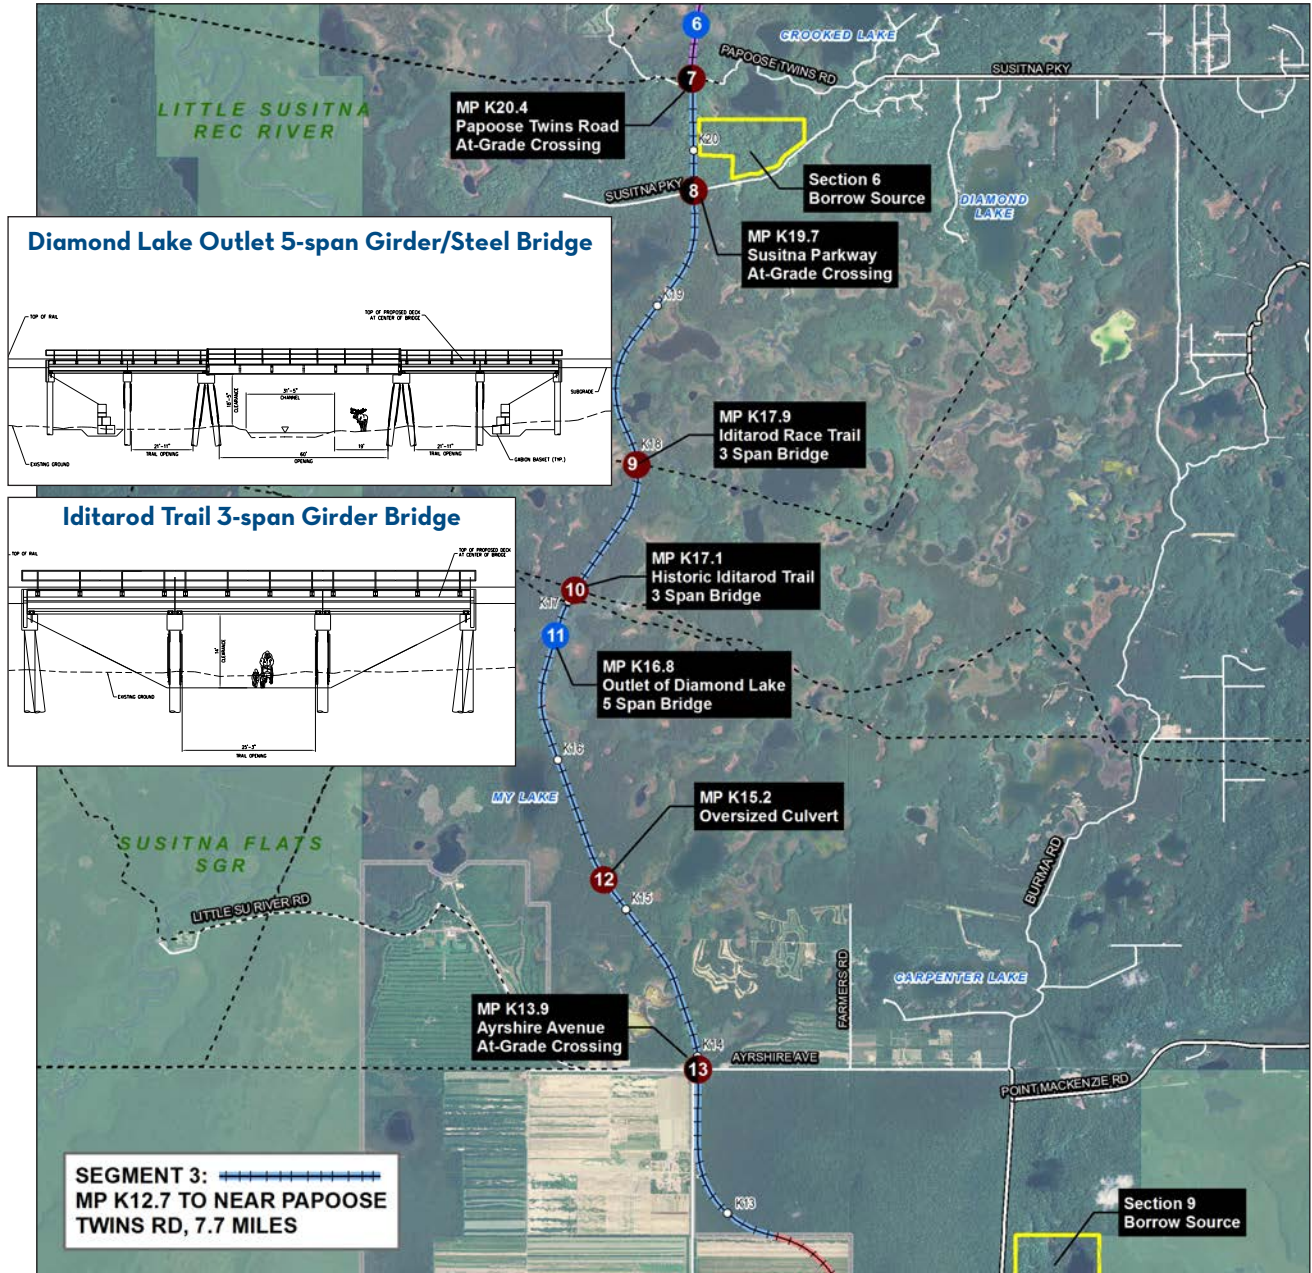 6
CROOKED LAKE
PAPOOSE TWINS RD
SUSITNA PKY
7
LITTLE SUSITNA
REC RIVER
MP K20.4
Papoose Twins Road
At-Grade Crossing
K20
Section 6
Borrow Source
SUSITNA PKY
8
DIAMOND
LAKE
MP K19.7
Susitna Parkway
At-Grade Crossing
K19
Diamond Lake Outlet 5-span Girder/Steel Bridge
TOP OF RAIL
TOP OF PROPOSED DECK
AT CENTER OF BRIDGE
CLEARANCE
CHANNEL
SUBGRADE
21'-11"
TRAIL OPENING
60'
OPENING
19'
21'-11"
TRAIL OPENING
EXISTING GROUND
GABION BASKET (TYP.)
MP K17.9
Iditarod Race Trail
3 Span Bridge
K18
9
Iditarod Trail 3-span Girder Bridge
TOP OF RAIL
TOP OF PROPOSED DECK
AT CENTER OF BRIDGE
CLEARANCE
EXISTING GROUND
25'-3"
TRAIL OPENING
MP K17.1
Historic Iditarod Trail
3 Span Bridge
10
K17
11
MP K16.8
Outlet of Diamond Lake
5 Span Bridge
K16
MY LAKE
MP K15.2
Oversized Culvert
12
K15
SUSITNA FLATS
SGR
LITTLE SU RIVER RD
BURMA RD
FARMERS RD
CARPENTER LAKE
MP K13.9
Ayrshire Avenue
At-Grade Crossing
K14
AYRSHIRE AVE
13
POINT MACKENZIE RD
K13
SEGMENT 3:
MP K12.7 TO NEAR PAPOOSE
TWINS RD, 7.7 MILES
Section 9
Borrow Source